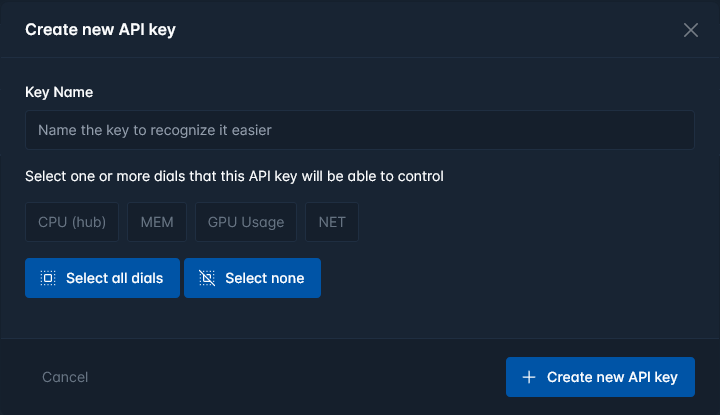 Create new API key
Key Name
Name the key to recognize it easier
Select one or more dials that this API key will be able to control
CPU (hub) MEM GPU Usage NET
Select all dials Select none
Cancel Create new API key